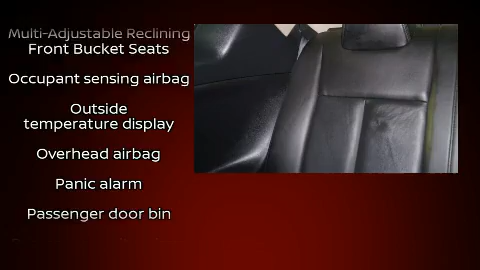 Multi-Adjustable Reclining
Front Bucket Seats
Occupant sensing airbag
Outside
temperature display
Overhead airbag
Panic alarm
Passenger door bin